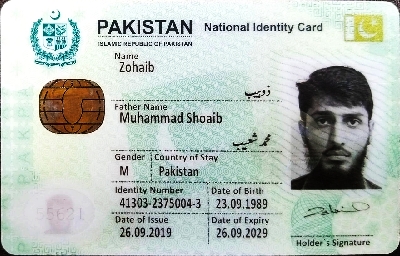 PAKISTAN National Identity Card
ISLAMIC REPUBLIC OF PAKISTAN
Name
Zohaib
ذوہیب
Father Name
Muhammad Shoaib
محمد شعیب
Gender Country of Stay
M Pakistan
Identity Number Date of Birth
41303-2375004-3 23.09.1989
Date of Issue Date of Expiry
26.09.2019 26.09.2029
Holder's Signature